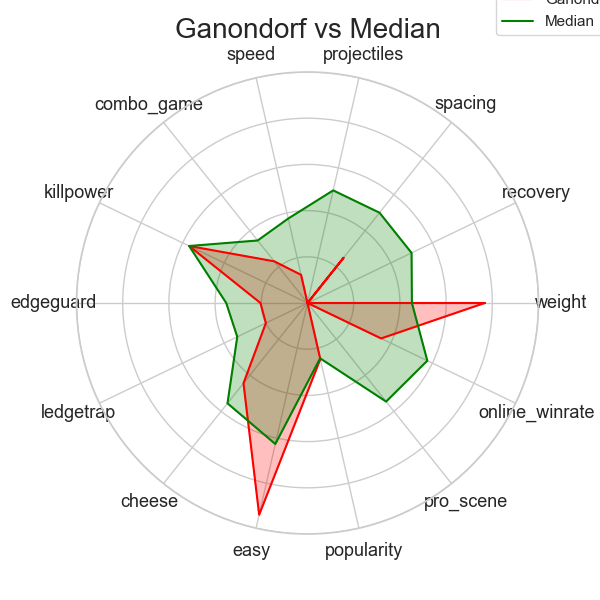 Ganondorf vs Median
Median
speed
projectiles
combo_game
spacing
killpower
recovery
edgeguard
weight
ledgetrap
online_winrate
cheese
pro_scene
easy
popularity